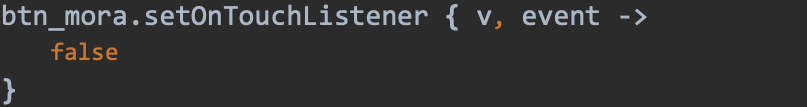 btn_mora.setOnTouchListener { v, event ->
    false
}